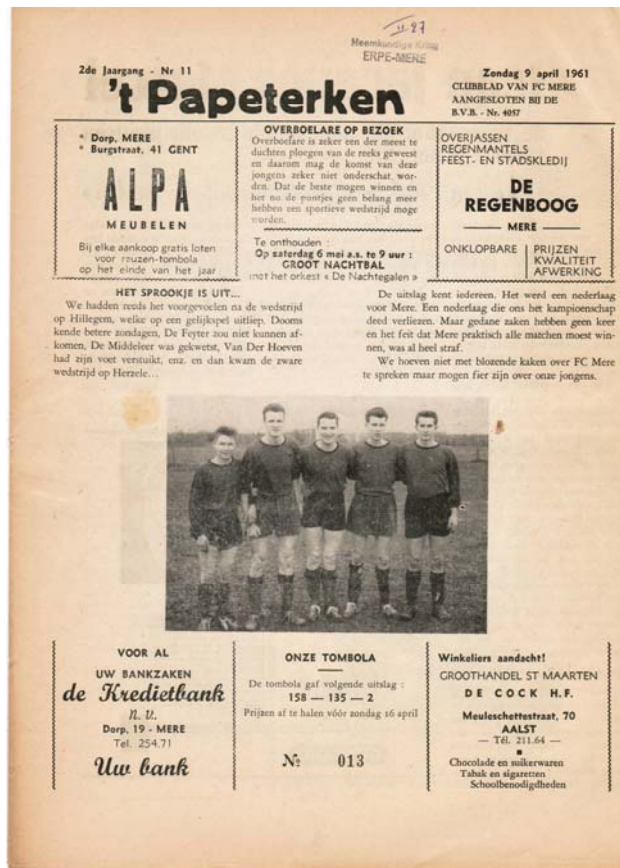 II-27
Heemkundige Kring
ERPE-MERE
2de Jaargang - Nr 11
't Papeterken
Zondag 9 april 1961
CLUBBLAD VAN FC MERE
AANGESLOTEN BIJ DE
B.V.B. - Nr. 4057
* Dorp, MERE
* Burgstraat, 41 GENT
ALPA
MEUBELEN
Bij elke aankoop gratis loten
voor reuzen-tombola
op het einde van het jaar
OVERBOELARE OP BEZOEK
Overboelare is zeker een der meest te
duchten ploegen van de reeks geweest
en daarom mag de komst van deze
jongens zeker niet onderschat wor-
den. Dat de beste mogen winnen en
het no. de puntjes geen belang meer
hebben een sportieve wedstrijd moge
worden.
Te onthouden :
Op zaterdag 6 mei a.s. te 9 uur :
GROOT NACHTBAL
met het orkest « De Nachtegalen »
OVERJASSEN
REGENMANTELS
FEEST- EN STADSKLEDIJ
DE
REGENBOOG
— MERE —
ONKLOPBARE
PRIJZEN
KWALITEIT
AFWERKING
HET SPROOKJE IS UIT...
We hadden reeds het voorgevoelen na de wedstrijd
op Hillegem, welke op een gelijkspel uitliep. Dooms
kende betere zondagen, De Feyter zou niet kunnen af-
komen, De Middeleer was gekwetst, Van Der Hoeven
had zijn voet verstuikt, enz. en dan kwam de zware
wedstrijd op Herzele...
De uitslag kent iedereen. Het werd een nederlaag
voor Mere. Een nederlaag die ons het kampioenschap
deed verliezen. Maar gedane zaken hebben geen keer
en het feit dat Mere praktisch alle matchen moest win-
nen, was al heel straf.
We hoeven niet met blozende kaken over FC Mere
te spreken maar mogen fier zijn over onze jongens.
VOOR AL
UW BANKZAKEN
de Kredietbank
n. v.
Dorp, 19 - MERE
Tel. 254.71
Uw bank
ONZE TOMBOLA
De tombola gaf volgende uitslag :
158 — 135 — 2
Prijzen af te halen vóór zondag 16 april
Nº 013
Winkeliers aandacht!
GROOTHANDEL ST MAARTEN
DE COCK H.F.
Meuleschettestraat, 70
AALST
— Tél. 211.64 —
Chocolade en suikerwaren
Tabak en sigaretten
Schoolbenodigdheden